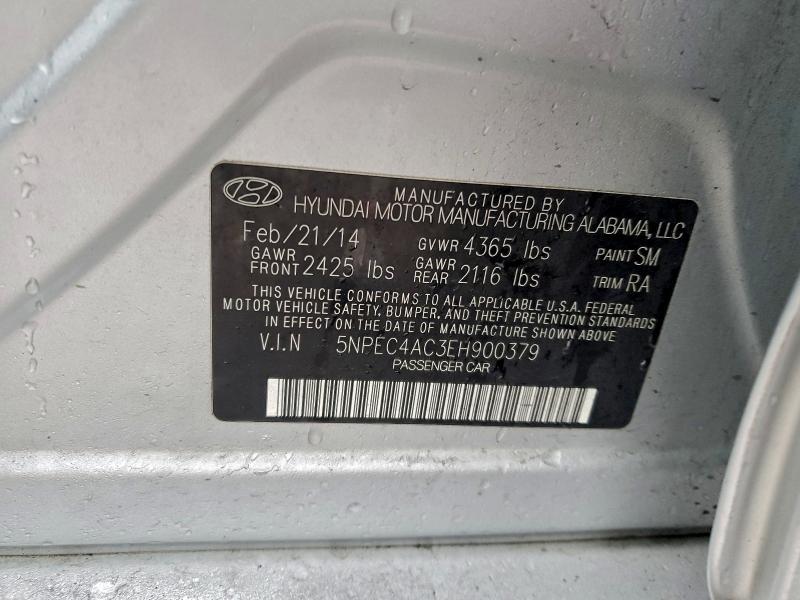 MANUFACTURED BY
HYUNDAI MOTOR MANUFACTURING ALABAMA, LLC
Feb/21/14 GVWR 4365 lbs PAINT SM
GAWR FRONT 2425 lbs GAWR REAR 2116 lbs TRIM RA
THIS VEHICLE CONFORMS TO ALL APPLICABLE U.S.A. FEDERAL
MOTOR VEHICLE SAFETY, BUMPER, AND THEFT PREVENTION STANDARDS
IN EFFECT ON THE DATE OF MANUFACTURE SHOWN ABOVE
V.I.N 5NPEC4AC3EH900379
PASSENGER CAR